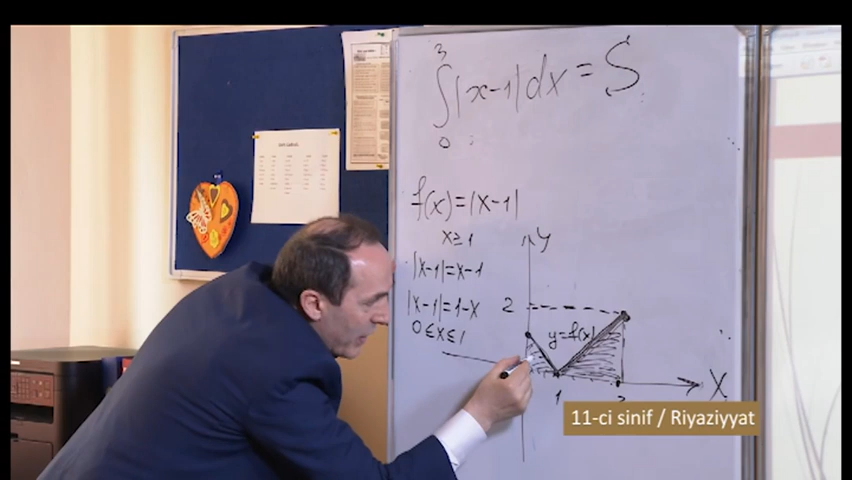 3
∫|x-1|dx=S
0
f(x)=|x-1|
x≥1
|x-1|=x-1
|x-1|=1-x
0≤x≤1
y
2
y=f(x)
x
1
11-ci sinif / Riyaziyyat